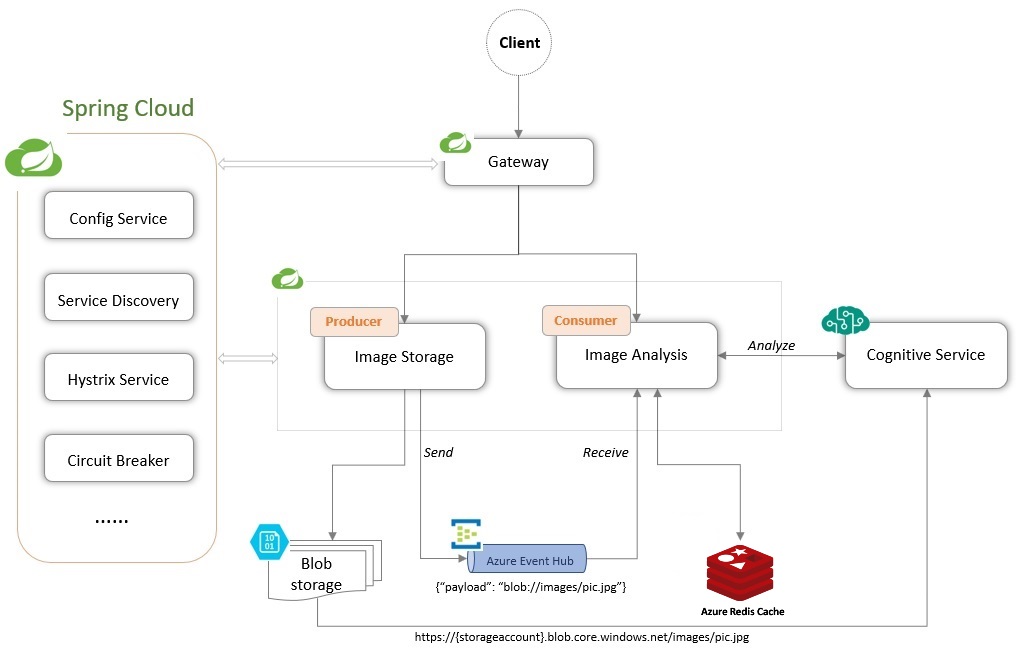 Client
Spring Cloud
Gateway
Config Service
Service Discovery
Hystrix Service
Circuit Breaker
......
Producer
Image Storage
Consumer
Image Analysis
Analyze
Cognitive Service
Send
Receive
10
01
Blob
storage
Azure Event Hub
{“payload”: “blob://images/pic.jpg”}
Azure Redis Cache
https://{storageaccount}.blob.core.windows.net/images/pic.jpg